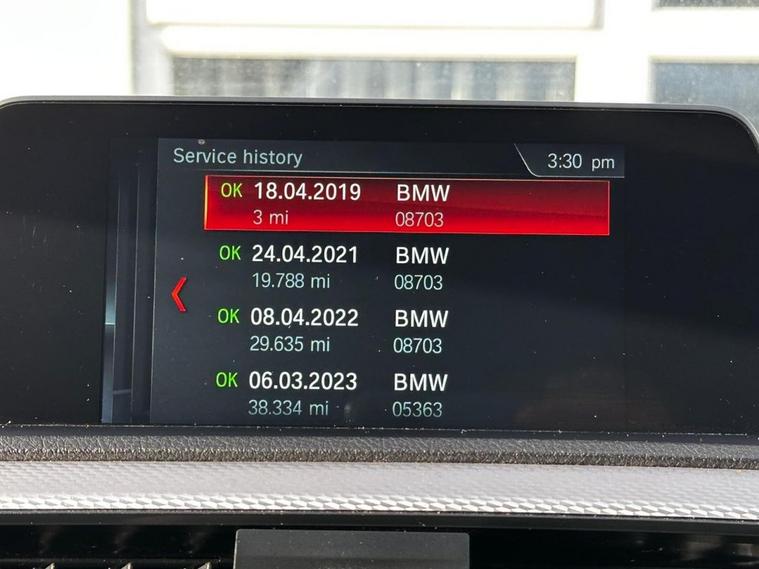 Service history 3:30 pm
OK 18.04.2019 BMW
3 mi 08703
OK 24.04.2021 BMW
19.788 mi 08703
OK 08.04.2022 BMW
29.635 mi 08703
OK 06.03.2023 BMW
38.334 mi 05363